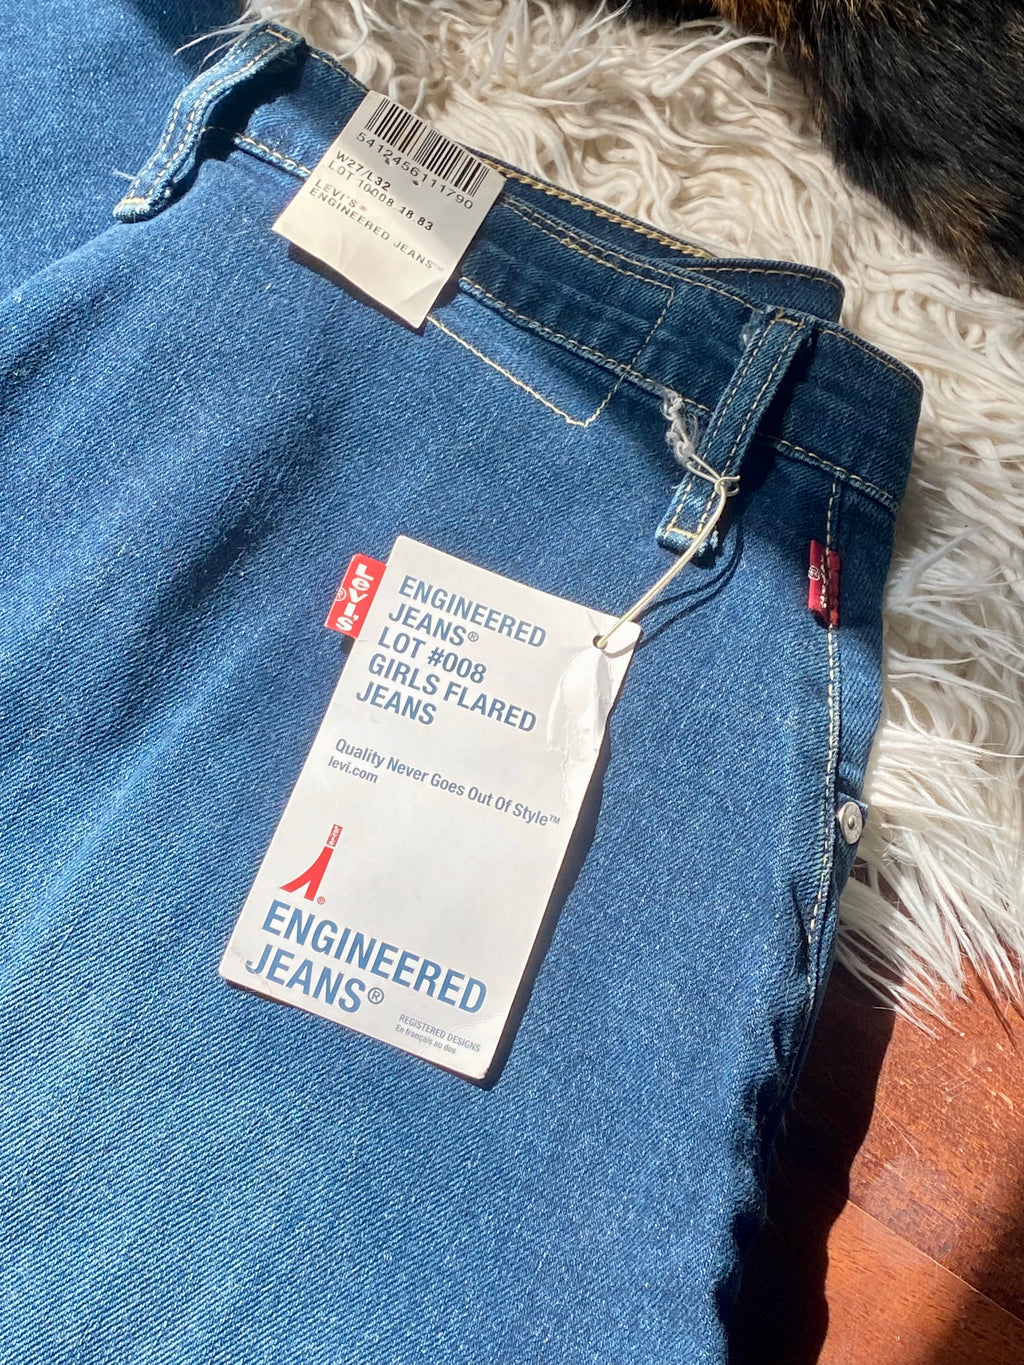 5412456111790
W27/L32
LOT 10008 18.83
LEVI'S®
ENGINEERED JEANS™
Levi's
®
ENGINEERED
JEANS®
LOT #008
GIRLS FLARED
JEANS
Quality Never Goes Out Of Style™
levi.com
®
ENGINEERED
JEANS®
REGISTERED DESIGNS
En français au dos
®